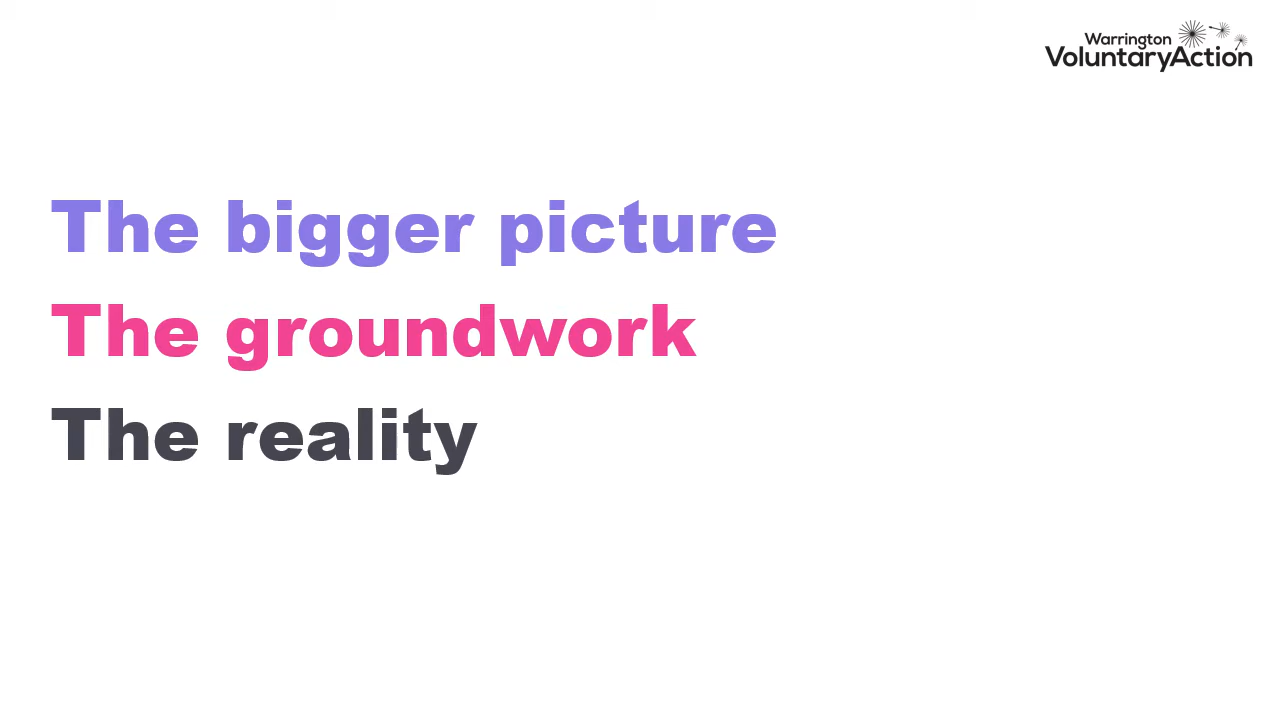 Warrington
VoluntaryAction
The bigger picture
The groundwork
The reality